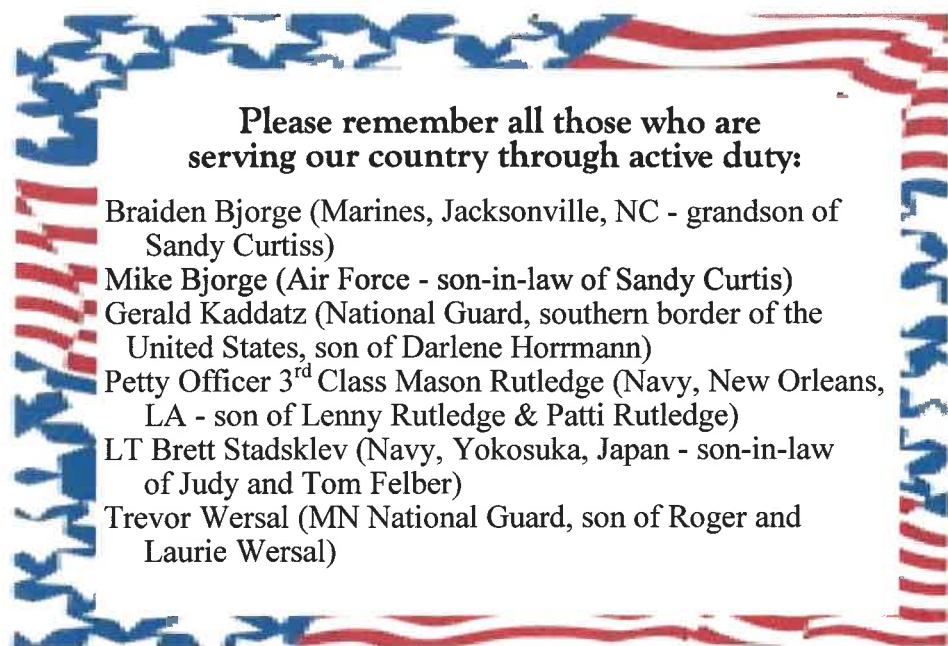 Please remember all those who are
serving our country through active duty:
Braiden Bjorge (Marines, Jacksonville, NC - grandson of
Sandy Curtiss)
Mike Bjorge (Air Force - son-in-law of Sandy Curtis)
Gerald Kaddatz (National Guard, southern border of the
United States, son of Darlene Horrmann)
Petty Officer 3rd Class Mason Rutledge (Navy, New Orleans,
LA - son of Lenny Rutledge & Patti Rutledge)
LT Brett Stadsklev (Navy, Yokosuka, Japan - son-in-law
of Judy and Tom Felber)
Trevor Wersal (MN National Guard, son of Roger and
Laurie Wersal)